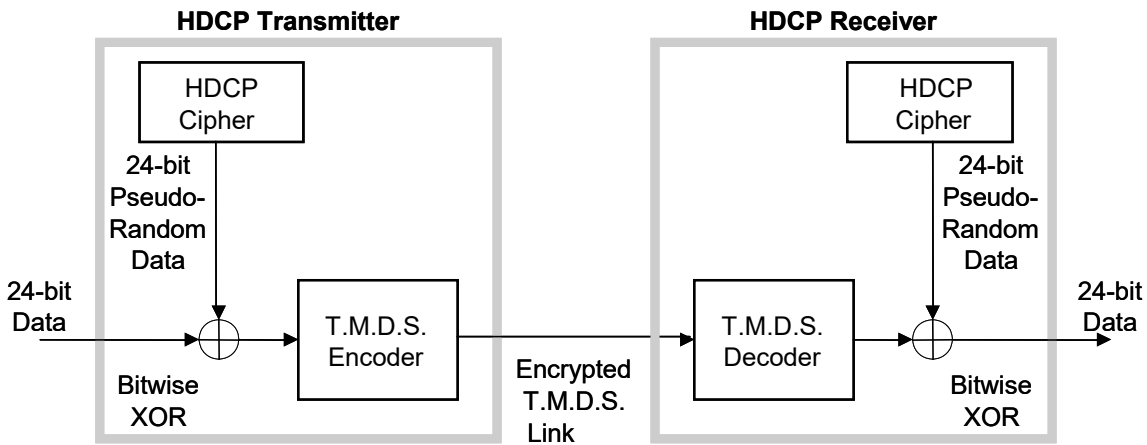 HDCP Transmitter
HDCP
Cipher
24-bit
Pseudo-
Random
Data
24-bit
Data
Bitwise
XOR
T.M.D.S.
Encoder
Encrypted
T.M.D.S.
Link
HDCP Receiver
HDCP
Cipher
24-bit
Pseudo-
Random
Data
T.M.D.S.
Decoder
Bitwise
XOR
24-bit
Data